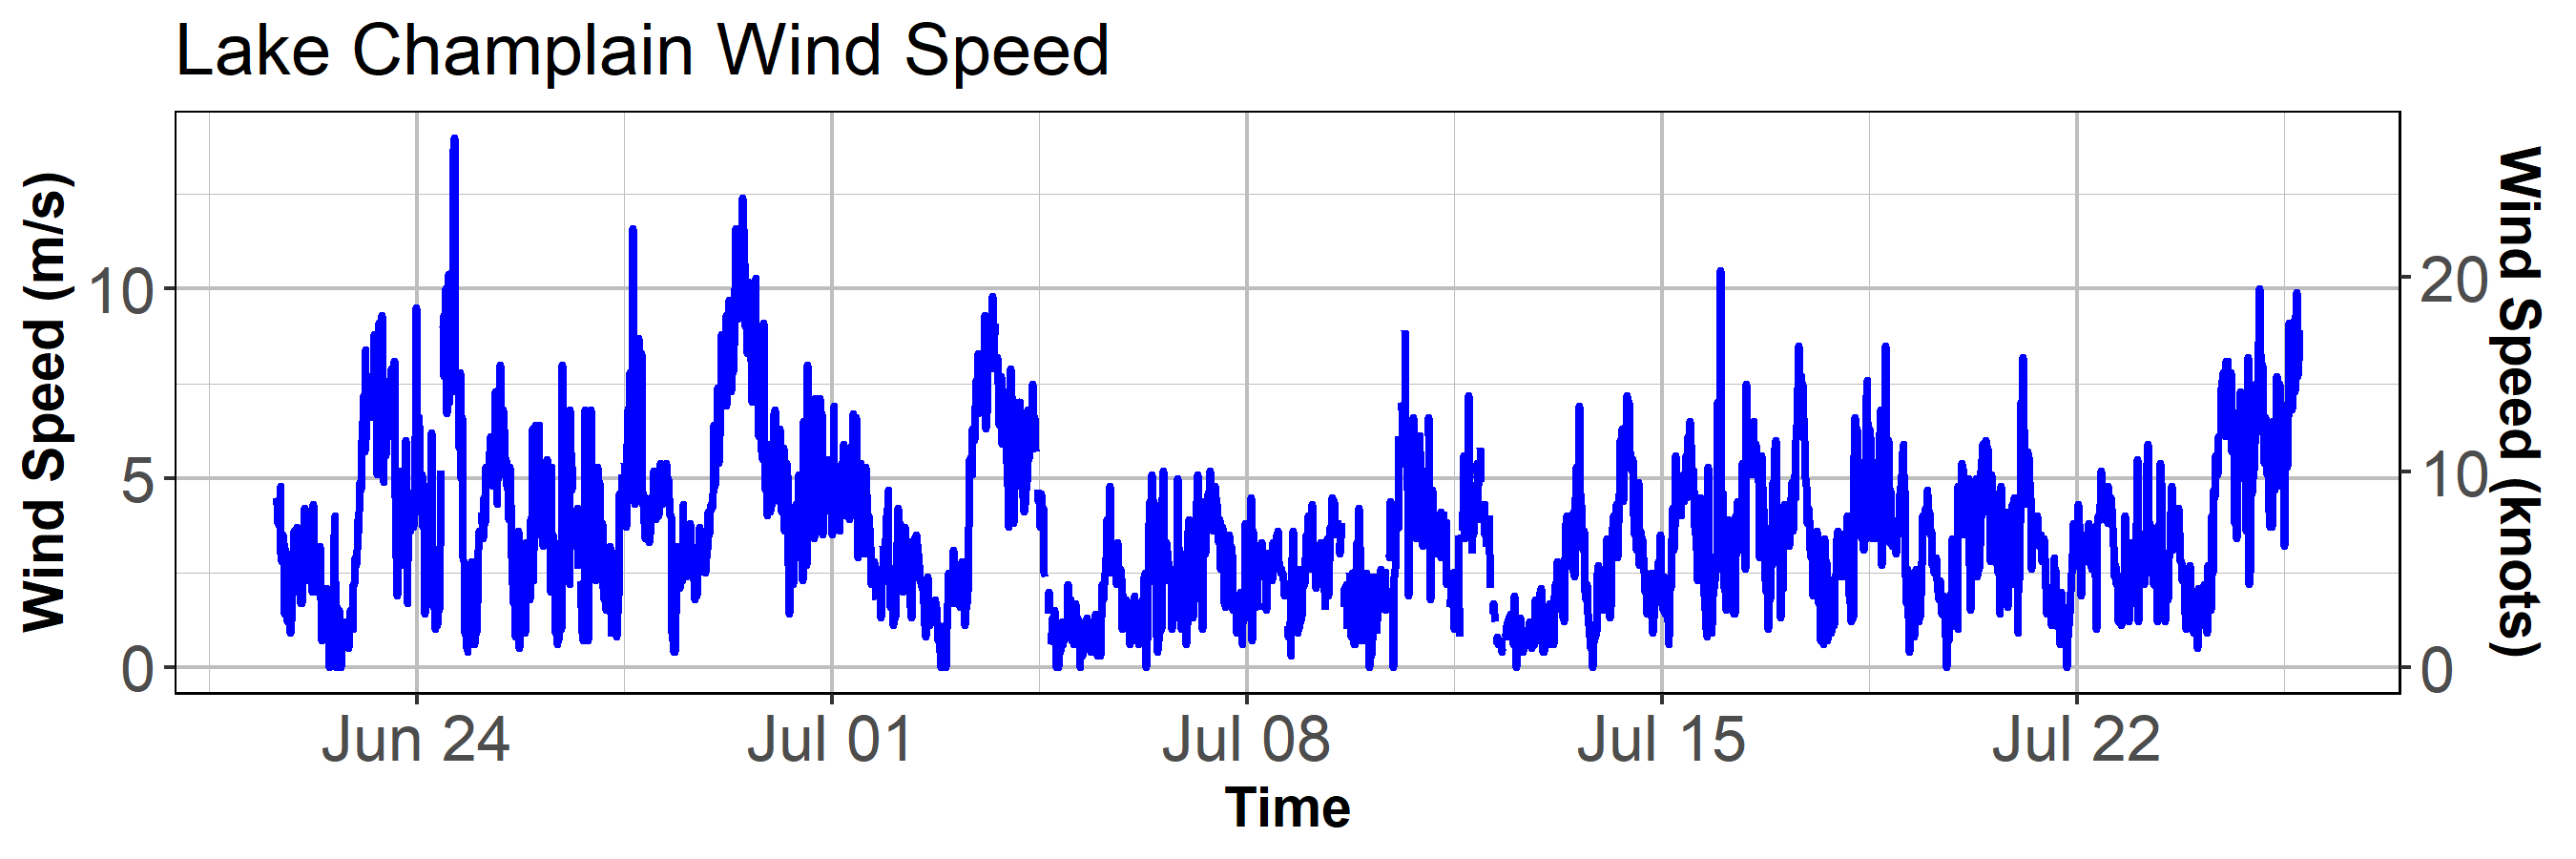 Lake Champlain Wind Speed
Wind Speed (m/s)
10
5
0
20
10
0
Wind Speed (knots)
Jun 24
Jul 01
Jul 08
Jul 15
Jul 22
Time